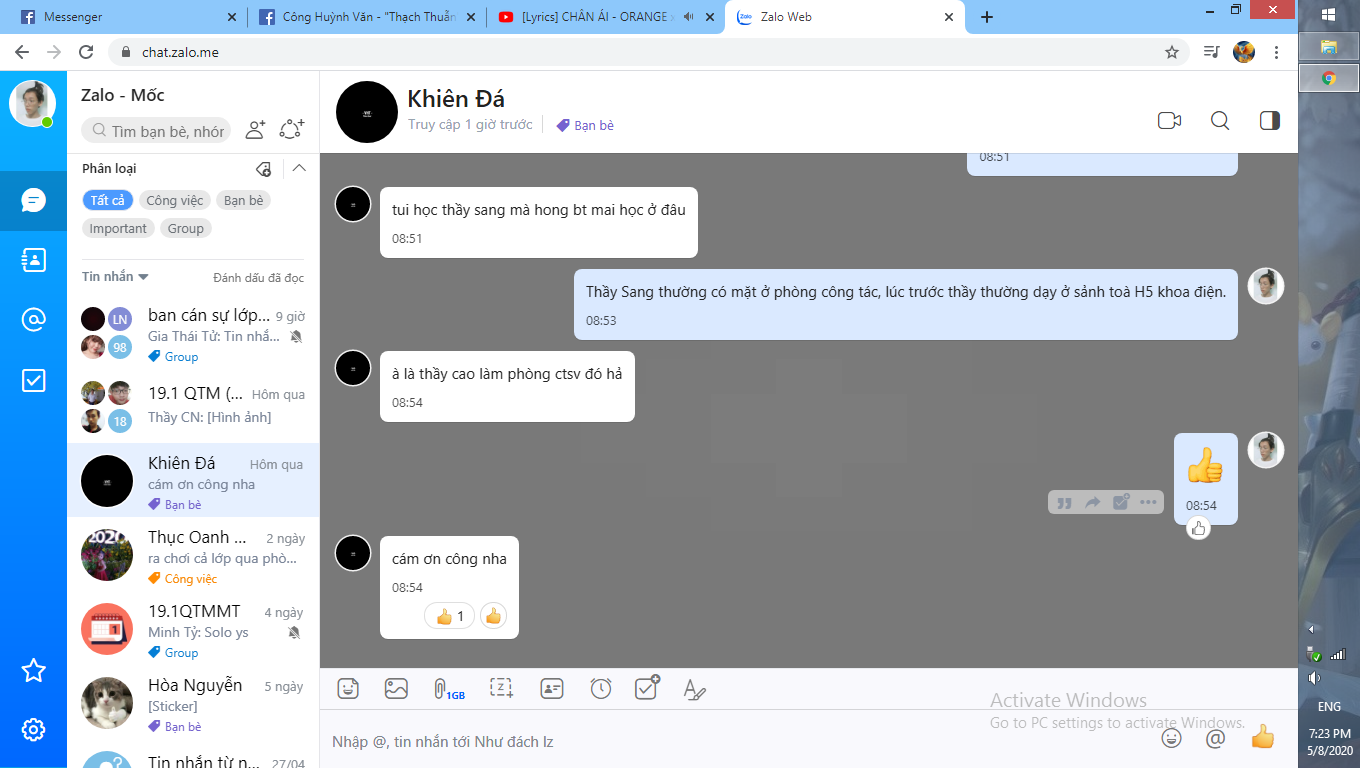 Messenger
Công Huỳnh Văn - "Thạch Thuẫn
[Lyrics] CHÂN ÁI - ORANGE
Zalo Web
chat.zalo.me
Zalo - Mốc
Tìm bạn bè, nhóm
Phân loại
Tất cả
Công việc
Bạn bè
Important
Group
Tin nhắn
Đánh dấu đã đọc
LN
98
ban cán sự lớp...
9 giờ
Gia Thái Tử: Tin nhắ...
Group
18
19.1 QTM (...
Hôm qua
Thầy CN: [Hình ảnh]
Khiên Đá
Hôm qua
cám ơn công nha
Bạn bè
2020
Thục Oanh ...
2 ngày
ra chơi cả lớp qua phò...
Công việc
1
19.1QTMMT
4 ngày
Minh Tỷ: Solo ys
Group
Hòa Nguyễn
5 ngày
[Sticker]
Bạn bè
Tin nhắn từ n...
27/04
Khiên Đá
Truy cập 1 giờ trước
Bạn bè
08:51
tui học thầy sang mà hong bt mai học ở đâu
08:51
Thầy Sang thường có mặt ở phòng công tác, lúc trước thầy thường dạy ở sảnh toà H5 khoa điện.
08:53
à là thầy cao làm phòng ctsv đó hả
08:54
08:54
cám ơn công nha
08:54
1
1GB
Z
Nhập @, tin nhắn tới Như đách lz
Activate Windows
Go to PC settings to activate Windows.
ENG
7:23 PM
5/8/2020